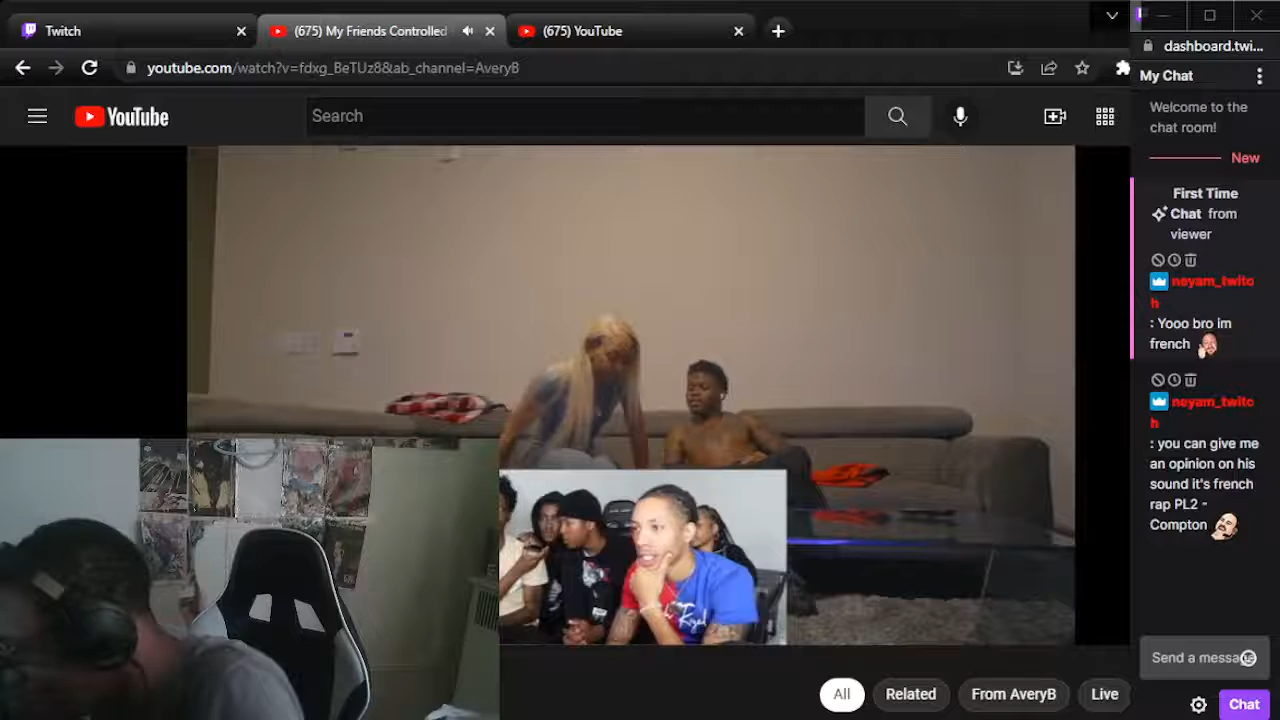 Twitch
(675) My Friends Controlled
(675) YouTube
youtube.com/watch?v=fdxg_BeTUz8&ab_channel=AveryB
dashboard.twi...
YouTube
Search
My Chat
Welcome to the
chat room!
New
First Time
Chat from
viewer
neyam_twitc
h
: Yooo bro im
french
neyam_twitc
h
: you can give me
an opinion on his
sound it's french
rap PL2 -
Compton
Send a messag
All
Related
From AveryB
Live
Chat